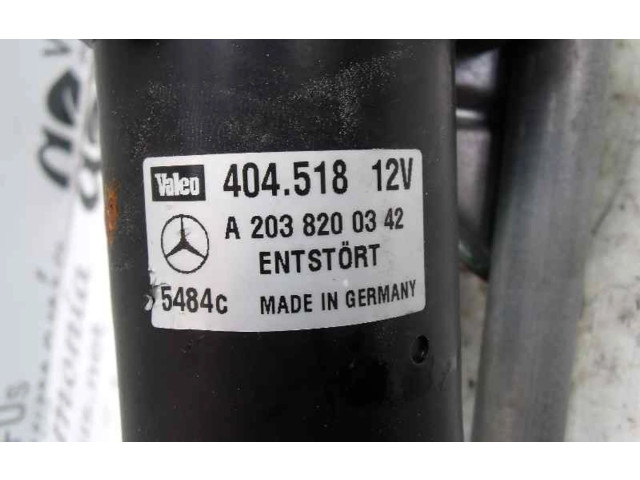 Valeo 404.518 12V
A 203 820 03 42
ENTSTÖRT
5484c MADE IN GERMANY